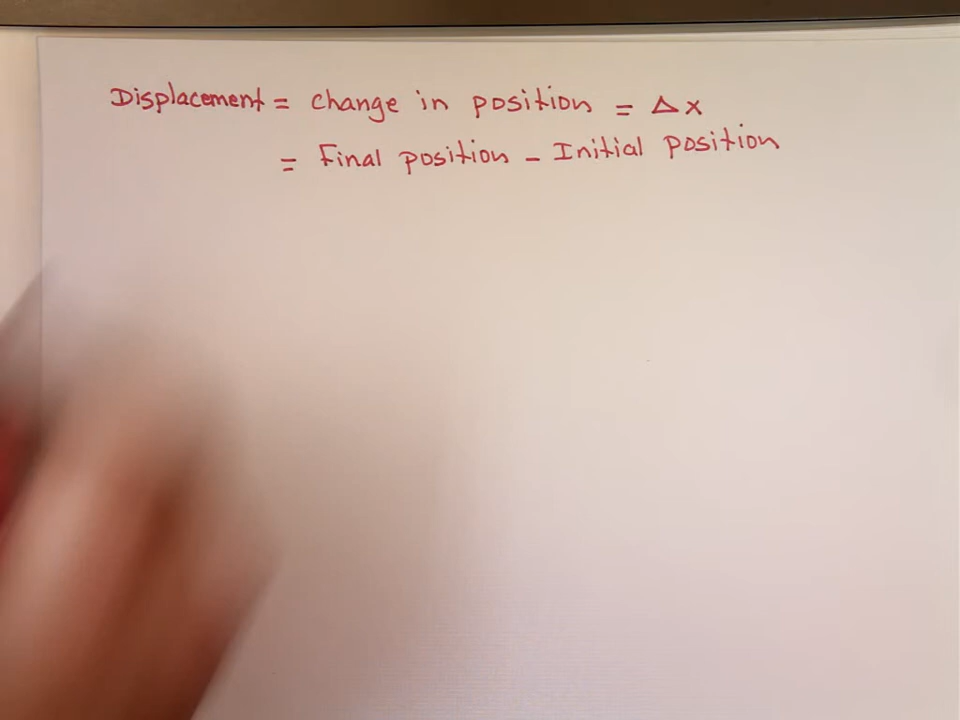 Displacement = change in position = Δx
= Final position - Initial position